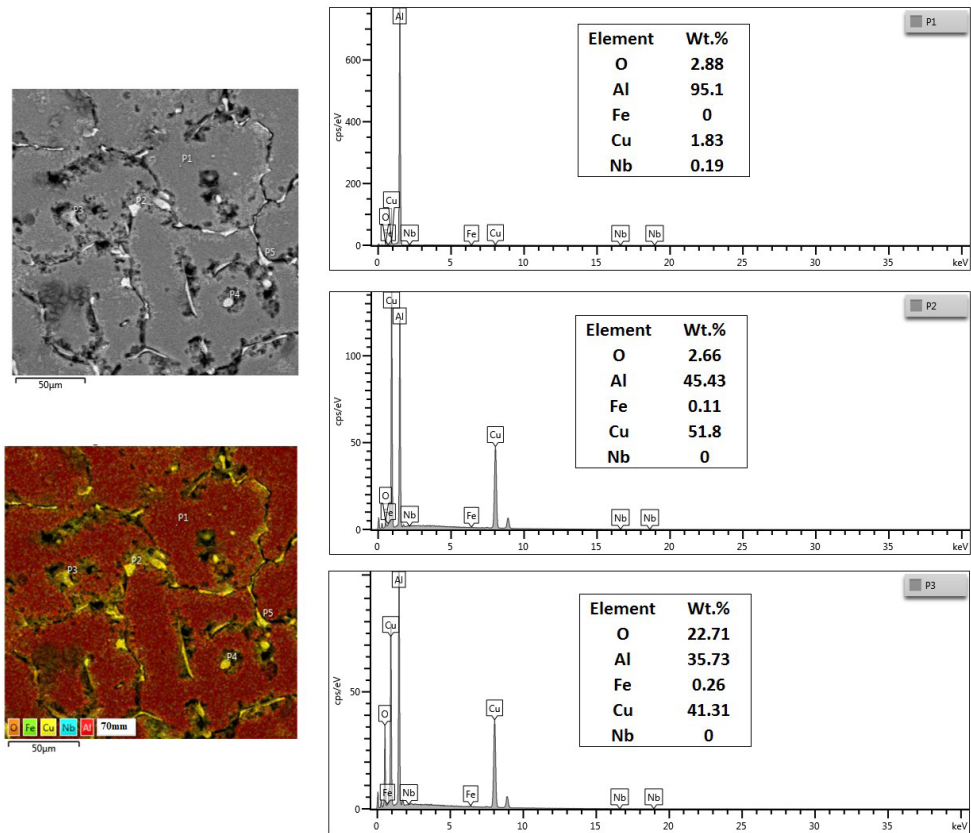 P1
P2
P3
P4
P5
50μm
P1
P2
P3
P4
P5
O Fe Cu Nb Al 70mm
50μm
P1
Al
Element Wt.%
O 2.88
Al 95.1
Fe 0
Cu 1.83
Nb 0.19
cps/eV
600
400
200
0
Cu
O
Nb Fe Cu Nb Nb
0 5 10 15 20 25 30 35 keV
P2
Cu
Al
Element Wt.%
O 2.66
Al 45.43
Fe 0.11
Cu 51.8
Nb 0
cps/eV
100
50
0
Cu
O
Fe Nb Fe Nb Nb
0 5 10 15 20 25 30 35 keV
P3
Al
Element Wt.%
O 22.71
Al 35.73
Fe 0.26
Cu 41.31
Nb 0
cps/eV
50
0
Cu
O
Cu
Fe Nb Fe Nb Nb
0 5 10 15 20 25 30 35 keV